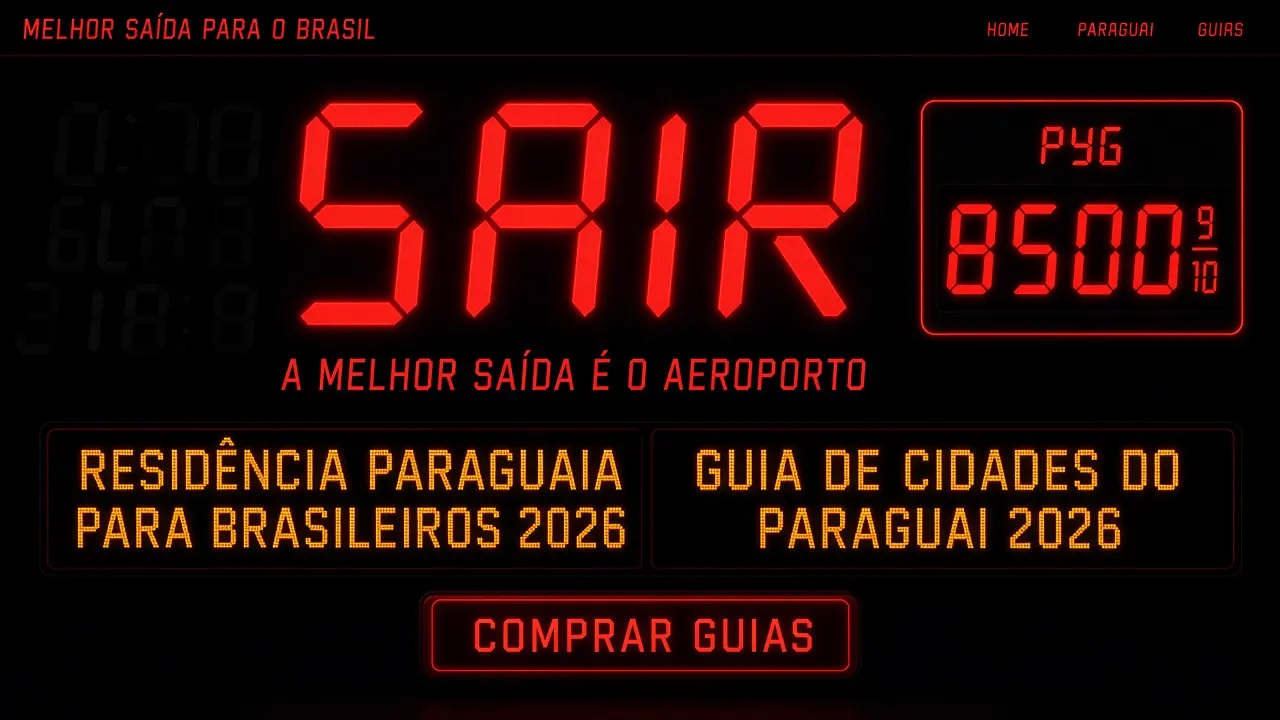 MELHOR SAÍDA PARA O BRASIL
HOME PARAGUAI GUIAS
SAIR
A MELHOR SAÍDA É O AEROPORTO
PYG
8500 9/10
RESIDÊNCIA PARAGUAIA
PARA BRASILEIROS 2026
GUIA DE CIDADES DO
PARAGUAI 2026
COMPRAR GUIAS